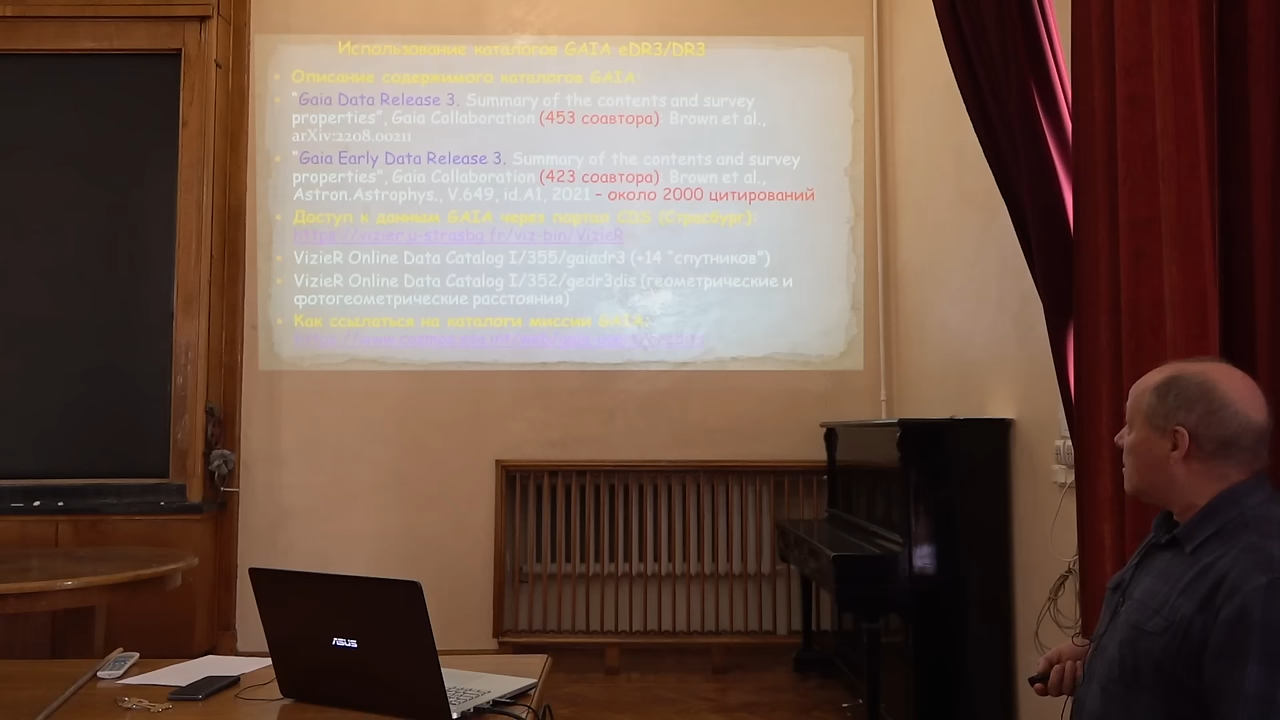 Использование каталогов GAIA eDR3/DR3
Описание содержимого каталогов GAIA:
"Gaia Data Release 3. Summary of the contents and survey
properties", Gaia Collaboration (453 соавтора) Brown et al.,
arXiv:2208.00211
"Gaia Early Data Release 3. Summary of the contents and survey
properties", Gaia Collaboration (423 соавтора) Brown et al.,
Astron.Astrophys., V.649, id.A1, 2021 – около 2000 цитирований
Доступ к данным GAIA через портал CDS (Страсбург):
https://vizier.u-strasbg.fr/viz-bin/VizieR
VizieR Online Data Catalog I/355/gaiadr3 (+14 "спутников")
VizieR Online Data Catalog I/352/gedr3dis (геометрические и
фотогеометрические расстояния)
Как ссылаться на каталоги миссии GAIA:
ASUS